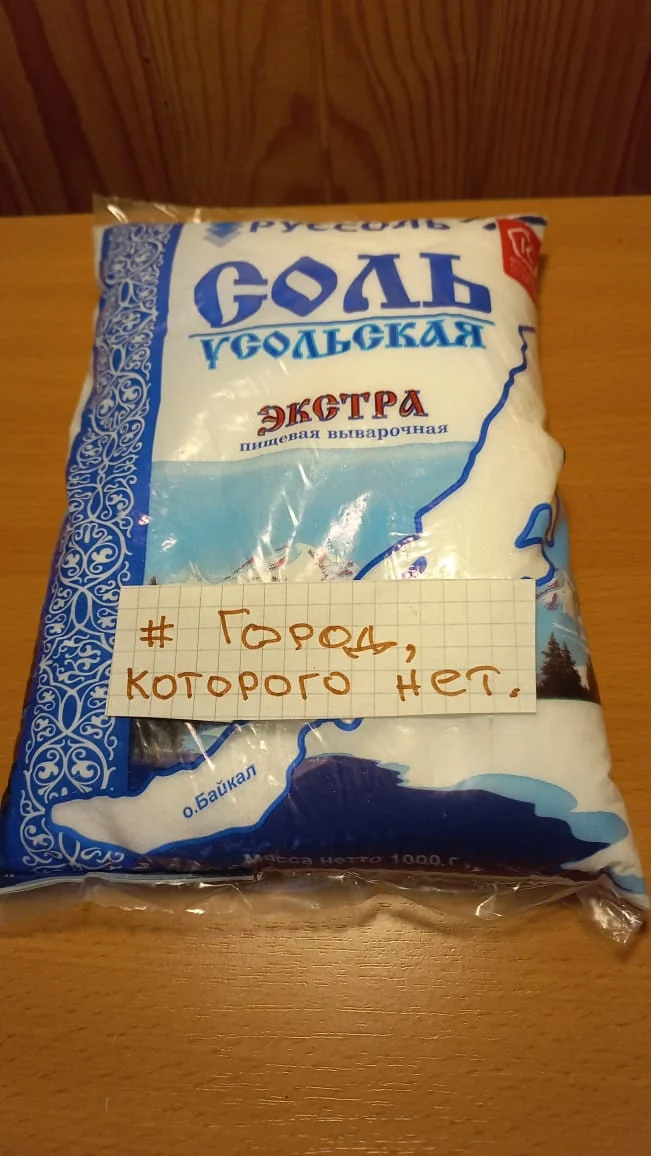 РУССОЛЬ
СОЛЬ
УСОЛЬСКАЯ
ЭКСТРА
пищевая выварочная
# Город,
которого нет.
о.Байкал
Масса нетто 1000 г